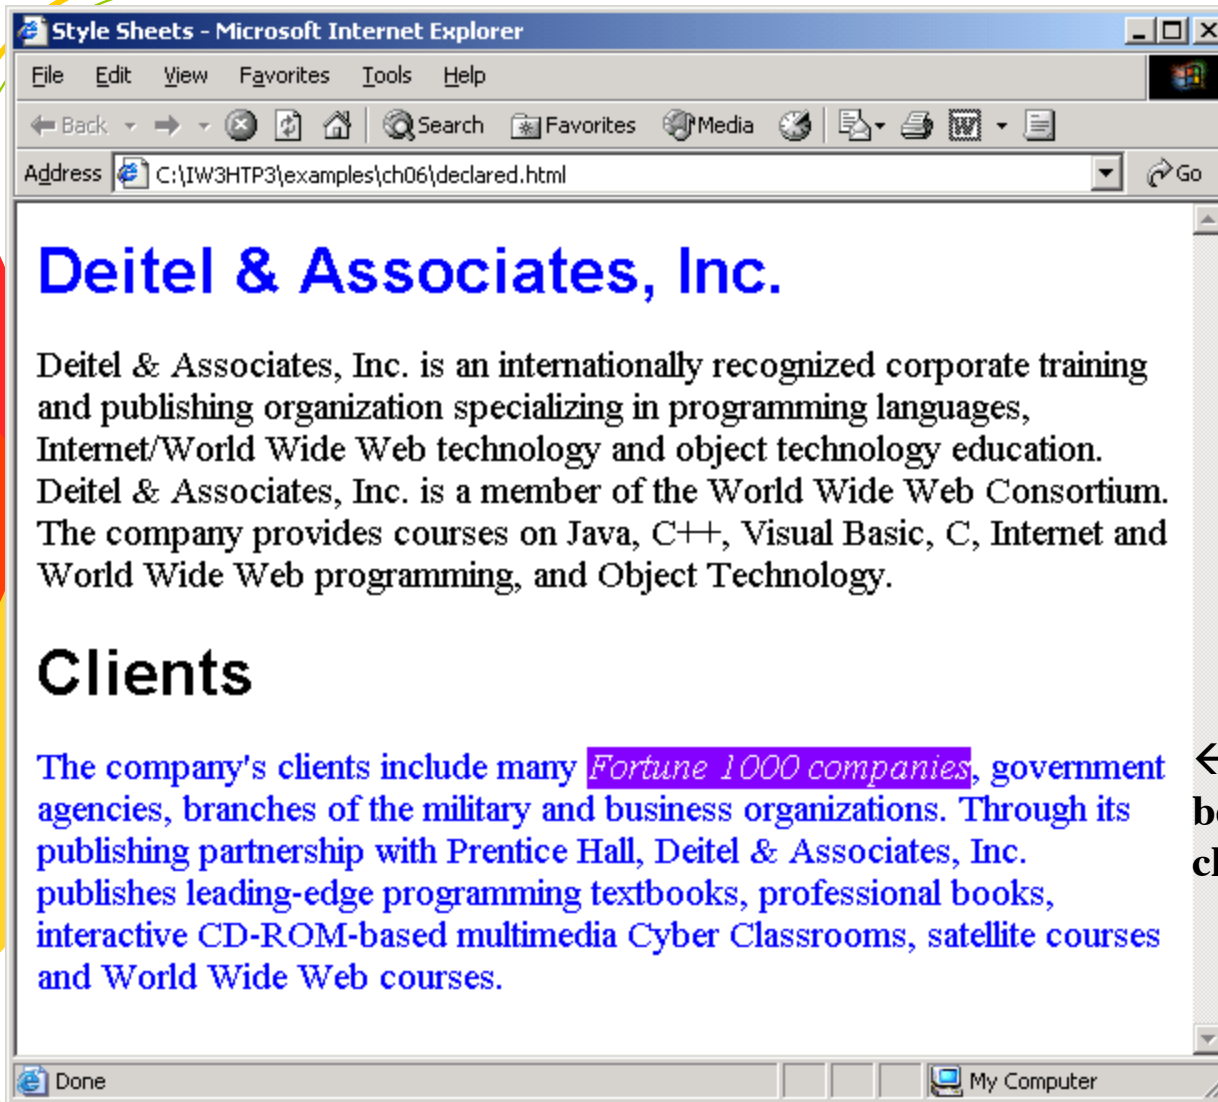 Style Sheets - Microsoft Internet Explorer
File Edit View Favorites Tools Help
Back Search Favorites Media
Address C:\IW3HTP3\examples\ch06\declared.html Go
Deitel & Associates, Inc.
Deitel & Associates, Inc. is an internationally recognized corporate training
and publishing organization specializing in programming languages,
Internet/World Wide Web technology and object technology education.
Deitel & Associates, Inc. is a member of the World Wide Web Consortium.
The company provides courses on Java, C++, Visual Basic, C, Internet and
World Wide Web programming, and Object Technology.
Clients
The company's clients include many Fortune 1000 companies, government
agencies, branches of the military and business organizations. Through its
publishing partnership with Prentice Hall, Deitel & Associates, Inc.
publishes leading-edge programming textbooks, professional books,
interactive CD-ROM-based multimedia Cyber Classrooms, satellite courses
and World Wide Web courses.
Done My Computer